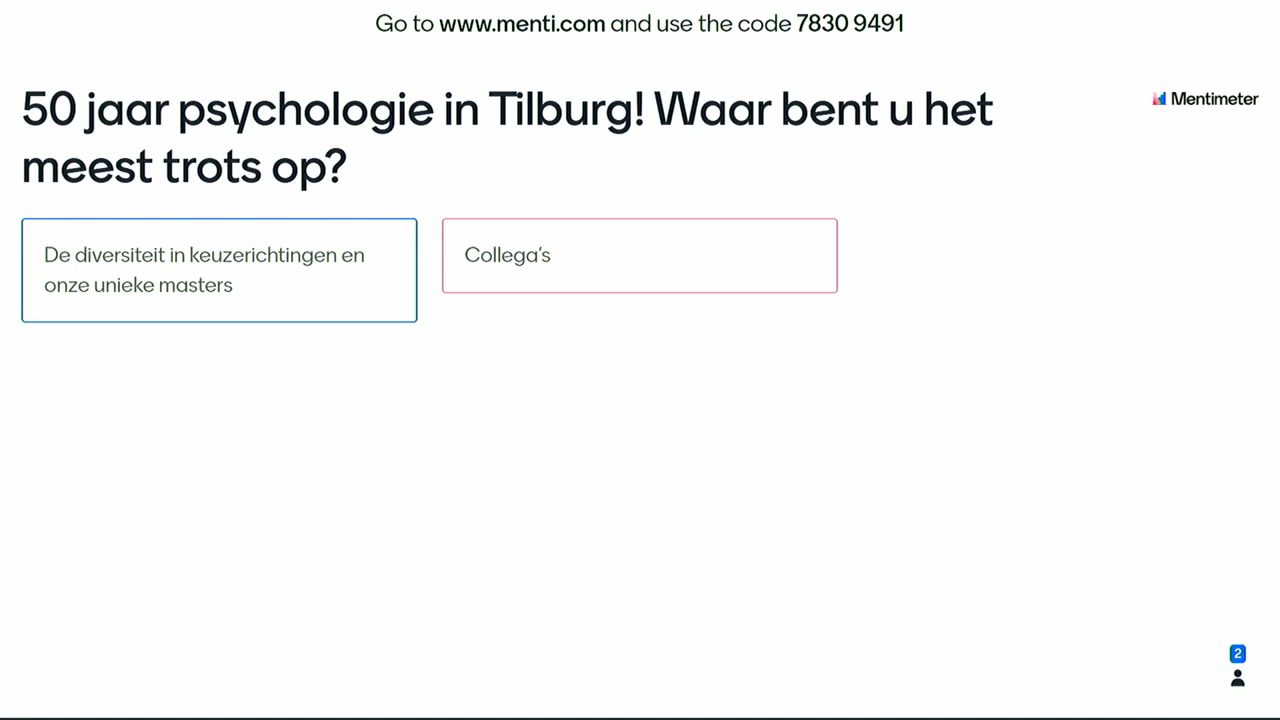 Go to www.menti.com and use the code 7830 9491
50 jaar psychologie in Tilburg! Waar bent u het
meest trots op?
Mentimeter
De diversiteit in keuzerichtingen en
onze unieke masters
Collega's
2